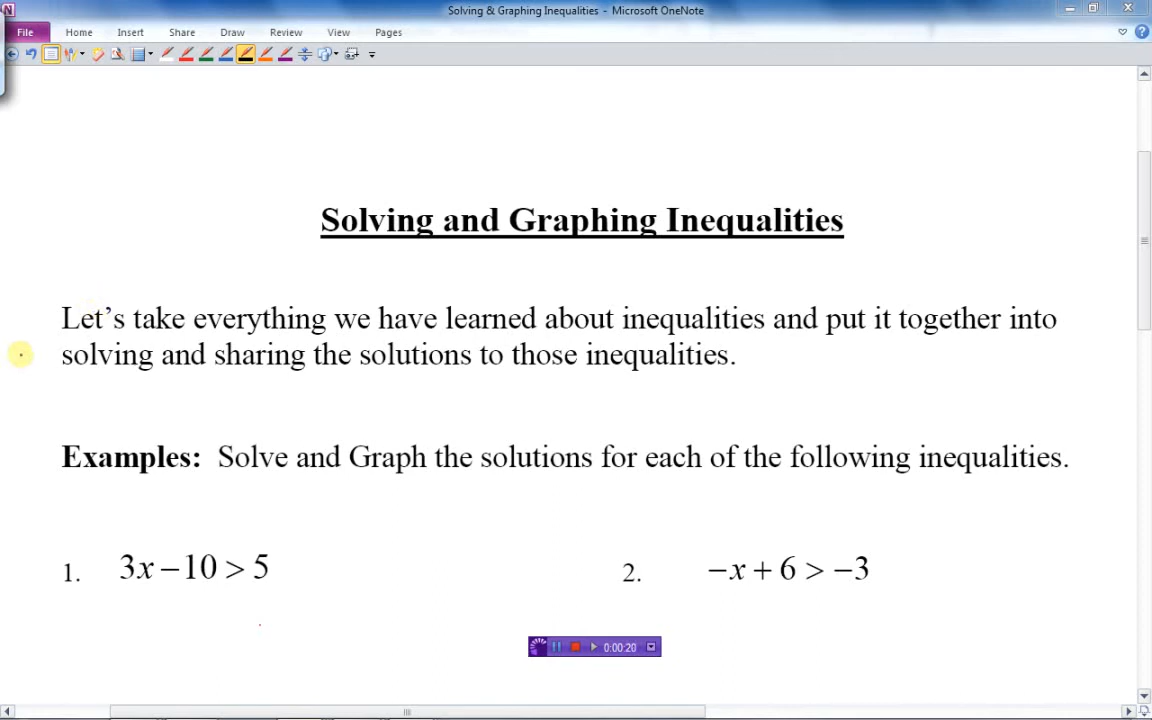 Solving & Graphing Inequalities - Microsoft OneNote
File Home Insert Share Draw Review View Pages
Solving and Graphing Inequalities
Let's take everything we have learned about inequalities and put it together into
solving and sharing the solutions to those inequalities.
Examples: Solve and Graph the solutions for each of the following inequalities.
1. 3x − 10 > 5 2. −x + 6 > −3
0:00:20